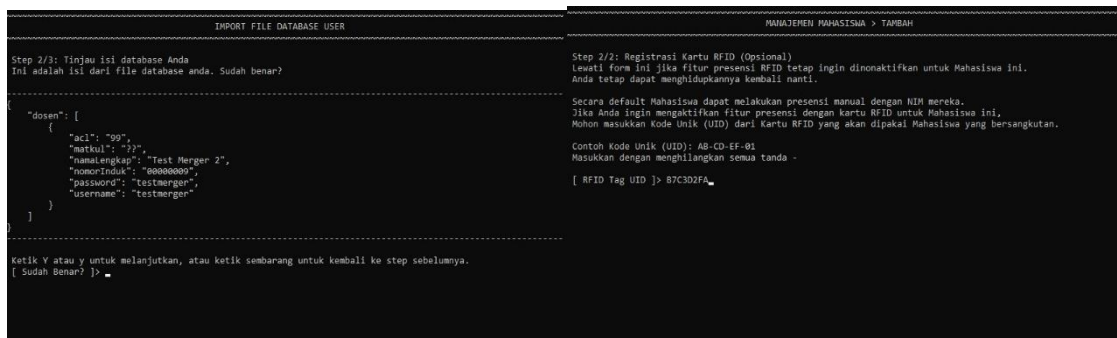 IMPORT FILE DATABASE USER
Step 2/3: Tinjau isi database Anda
Ini adalah isi dari file database anda. Sudah benar?
{
"dosen": [
{
"acl": "99",
"matkul": "??",
"namaLengkap": "Test Merger 2",
"nomorInduk": "00000009",
"password": "testmerger",
"username": "testmerger"
}
]
}
Ketik Y atau y untuk melanjutkan, atau ketik sembarang untuk kembali ke step sebelumnya.
[ Sudah Benar? ]>
MANAJEMEN MAHASISWA > TAMBAH
Step 2/2: Registrasi Kartu RFID (Opsional)
Lewati form ini jika fitur presensi RFID tetap ingin dinonaktifkan untuk Mahasiswa ini.
Anda tetap dapat menghidupkannya kembali nanti.
Secara default Mahasiswa dapat melakukan presensi manual dengan NIM mereka.
Jika Anda ingin mengaktifkan fitur presensi dengan kartu RFID untuk Mahasiswa ini,
Mohon masukkan Kode Unik (UID) dari Kartu RFID yang akan dipakai Mahasiswa yang bersangkutan.
Contoh Kode Unik (UID): AB-CD-EF-01
Masukkan dengan menghilangkan semua tanda -
[ RFID Tag UID ]> B7C3D2FA